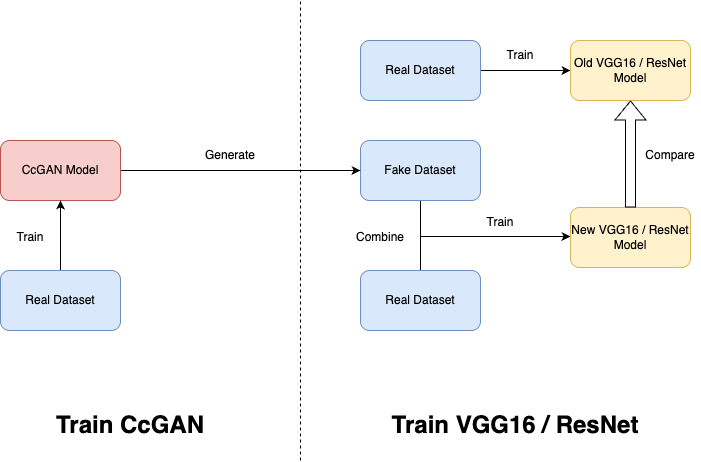 Real Dataset
Train
Old VGG16 / ResNet
Model
CcGAN Model
Generate
Fake Dataset
Compare
Train
Combine
Train
New VGG16 / ResNet
Model
Real Dataset
Real Dataset
Train CcGAN
Train VGG16 / ResNet